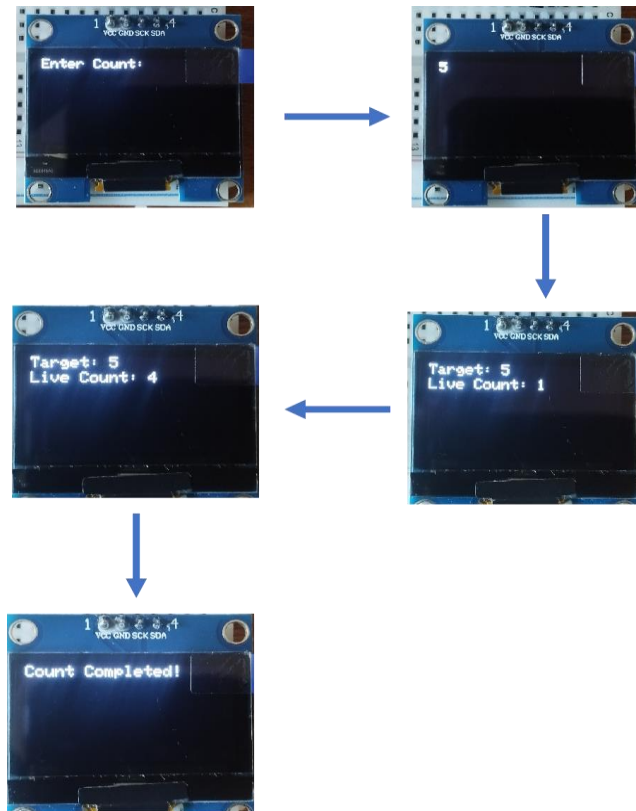 1 4
VCC GND SCK SDA
Enter Count:
1 4
VCC GND SCK SDA
5
1 4
VCC GND SCK SDA
Target: 5
Live Count: 1
1 4
VCC GND SCK SDA
Target: 5
Live Count: 4
1 4
VCC GND SCK SDA
Count Completed!